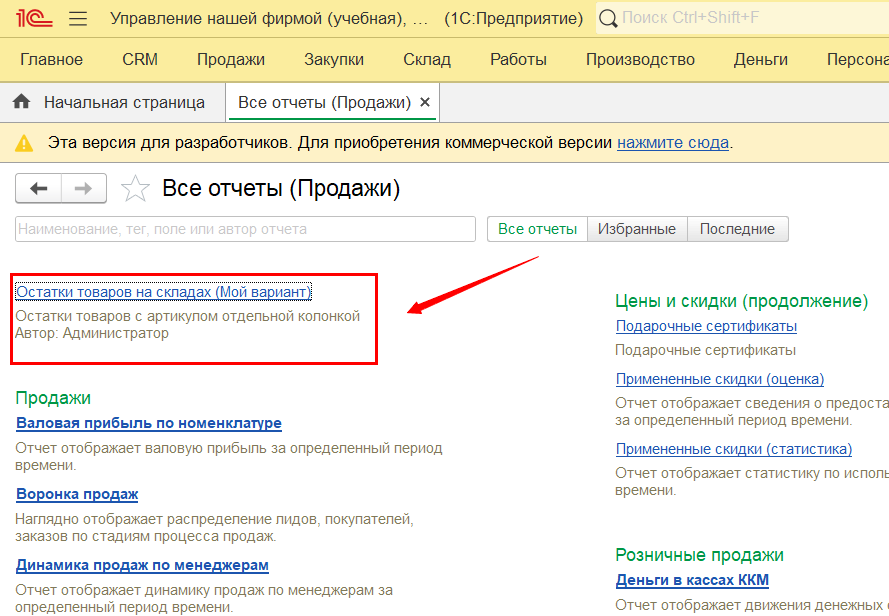 1С Управление нашей фирмой (учебная), ... (1С:Предприятие) Поиск Ctrl+Shift+F
Главное CRM Продажи Закупки Склад Работы Производство Деньги Персона
Начальная страница Все отчеты (Продажи) ×
Эта версия для разработчиков. Для приобретения коммерческой версии нажмите сюда.
Все отчеты (Продажи)
Наименование, тег, поле или автор отчета Все отчеты Избранные Последние
Остатки товаров на складах (Мой вариант)
Остатки товаров с артикулом отдельной колонкой
Автор: Администратор
Продажи
Валовая прибыль по номенклатуре
Отчет отображает валовую прибыль за определенный период
времени.
Воронка продаж
Наглядно отображает распределение лидов, покупателей,
заказов по стадиям процесса продаж.
Динамика продаж по менеджерам
Отчет отображает динамику продаж по менеджерам за
определенный период времени.
Цены и скидки (продолжение)
Подарочные сертификаты
Подарочные сертификаты
Примененные скидки (оценка)
Отчет отображает сведения о предоста
за определенный период времени.
Примененные скидки (статистика)
Отчет отображает статистику по исполь
времени.
Розничные продажи
Деньги в кассах ККМ
Отчет отображает движения денежных с